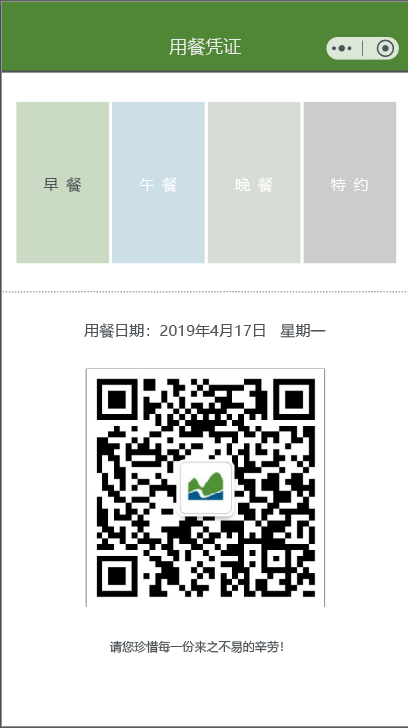 用餐凭证
早 餐
午 餐
晚 餐
特 约
用餐日期：2019年4月17日 星期一
请您珍惜每一份来之不易的辛劳！